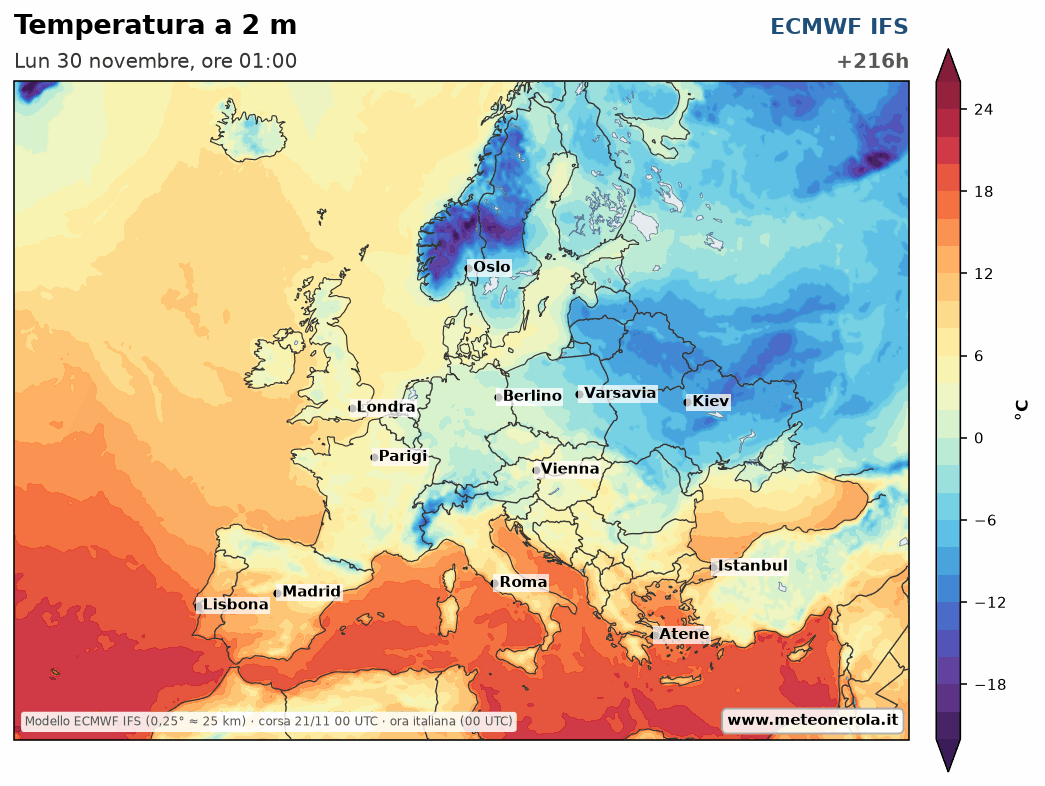 Temperatura a 2 m
ECMWF IFS
Lun 30 novembre, ore 01:00
+216h
24
18
12
6
0
−6
−12
−18
°C
Oslo
Berlino
Varsavia
Kiev
Londra
Parigi
Vienna
Istanbul
Roma
Madrid
Lisbona
Atene
Modello ECMWF IFS (0,25° ≈ 25 km) · corsa 21/11 00 UTC · ora italiana (00 UTC)
www.meteonerola.it